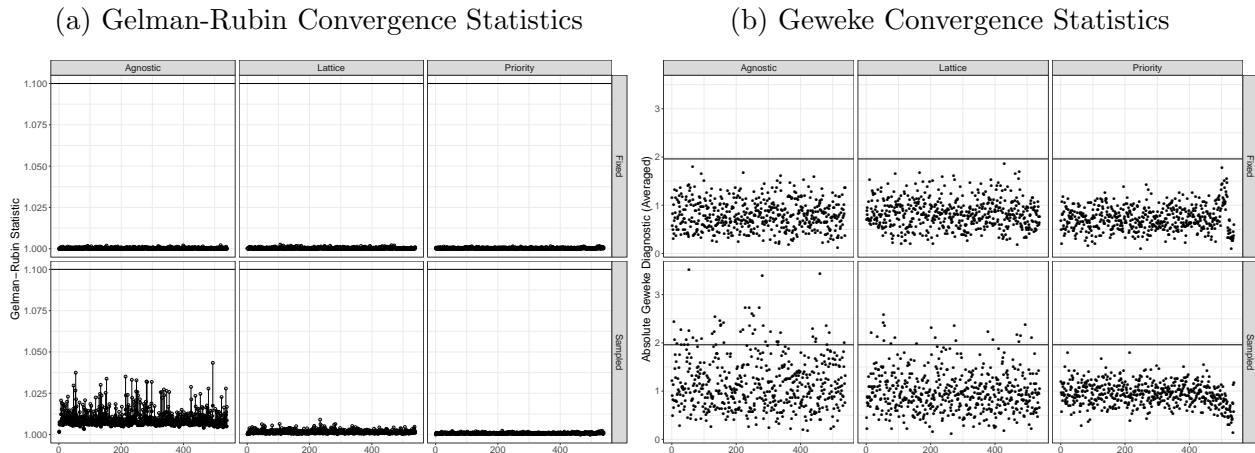 (a) Gelman-Rubin Convergence Statistics
Agnostic Lattice Priority
1.100
1.075
1.050
1.025
1.000
Fixed
1.100
1.075
1.050
1.025
1.000
Sampled
Gelman−Rubin Statistic
0 200 400 0 200 400 0 200 400
(b) Geweke Convergence Statistics
Agnostic Lattice Priority
3
2
1
0
Fixed
3
2
1
0
Sampled
Absolute Geweke Diagnostic (Averaged)
0 200 400 0 200 400 0 200 400